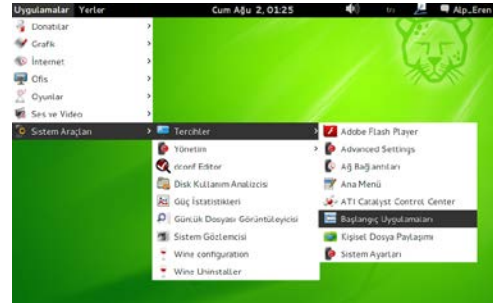 Uygulamalar Yerler Cum Ağu 2, 01:25 tr₁ Alp_Eren
Donatılar
Grafik
İnternet
Ofis
Oyunlar
Ses ve Video
Sistem Araçları
Tercihler
Yönetim
dconf Editor
Disk Kullanım Analizcisi
Güç İstatistikleri
Günlük Dosyası Görüntüleyicisi
Sistem Gözlemcisi
Wine configuration
Wine Uninstaller
Adobe Flash Player
Advanced Settings
Ağ Bağlantıları
Ana Menü
ATI Catalyst Control Center
Başlangıç Uygulamaları
Kişisel Dosya Paylaşımı
Sistem Ayarları